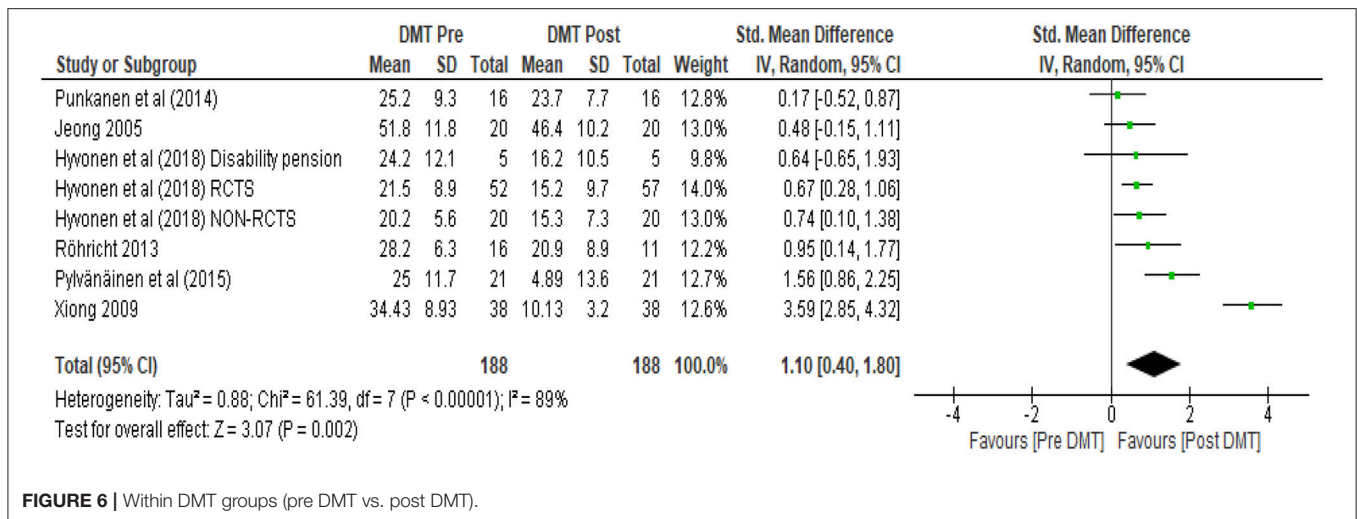 DMT Pre DMT Post Std. Mean Difference Std. Mean Difference
Study or Subgroup Mean SD Total Mean SD Total Weight IV, Random, 95% CI IV, Random, 95% CI
Punkanen et al (2014) 25.2 9.3 16 23.7 7.7 16 12.8% 0.17 [-0.52, 0.87]
Jeong 2005 51.8 11.8 20 46.4 10.2 20 13.0% 0.48 [-0.15, 1.11]
Hyvonen et al (2018) Disability pension 24.2 12.1 5 16.2 10.5 5 9.8% 0.64 [-0.65, 1.93]
Hyvonen et al (2018) RCTS 21.5 8.9 52 15.2 9.7 57 14.0% 0.67 [0.28, 1.06]
Hyvonen et al (2018) NON-RCTS 20.2 5.6 20 15.3 7.3 20 13.0% 0.74 [0.10, 1.38]
Röhricht 2013 28.2 6.3 16 20.9 8.9 11 12.2% 0.95 [0.14, 1.77]
Pylvänäinen et al (2015) 25 11.7 21 4.89 13.6 21 12.7% 1.56 [0.86, 2.25]
Xiong 2009 34.43 8.93 38 10.13 3.2 38 12.6% 3.59 [2.85, 4.32]
Total (95% CI) 188 188 100.0% 1.10 [0.40, 1.80]
Heterogeneity: Tau² = 0.88; Chi² = 61.39, df = 7 (P < 0.00001); I² = 89%
Test for overall effect: Z = 3.07 (P = 0.002)
-4 -2 0 2 4
Favours [Pre DMT] Favours [Post DMT]
FIGURE 6 | Within DMT groups (pre DMT vs. post DMT).